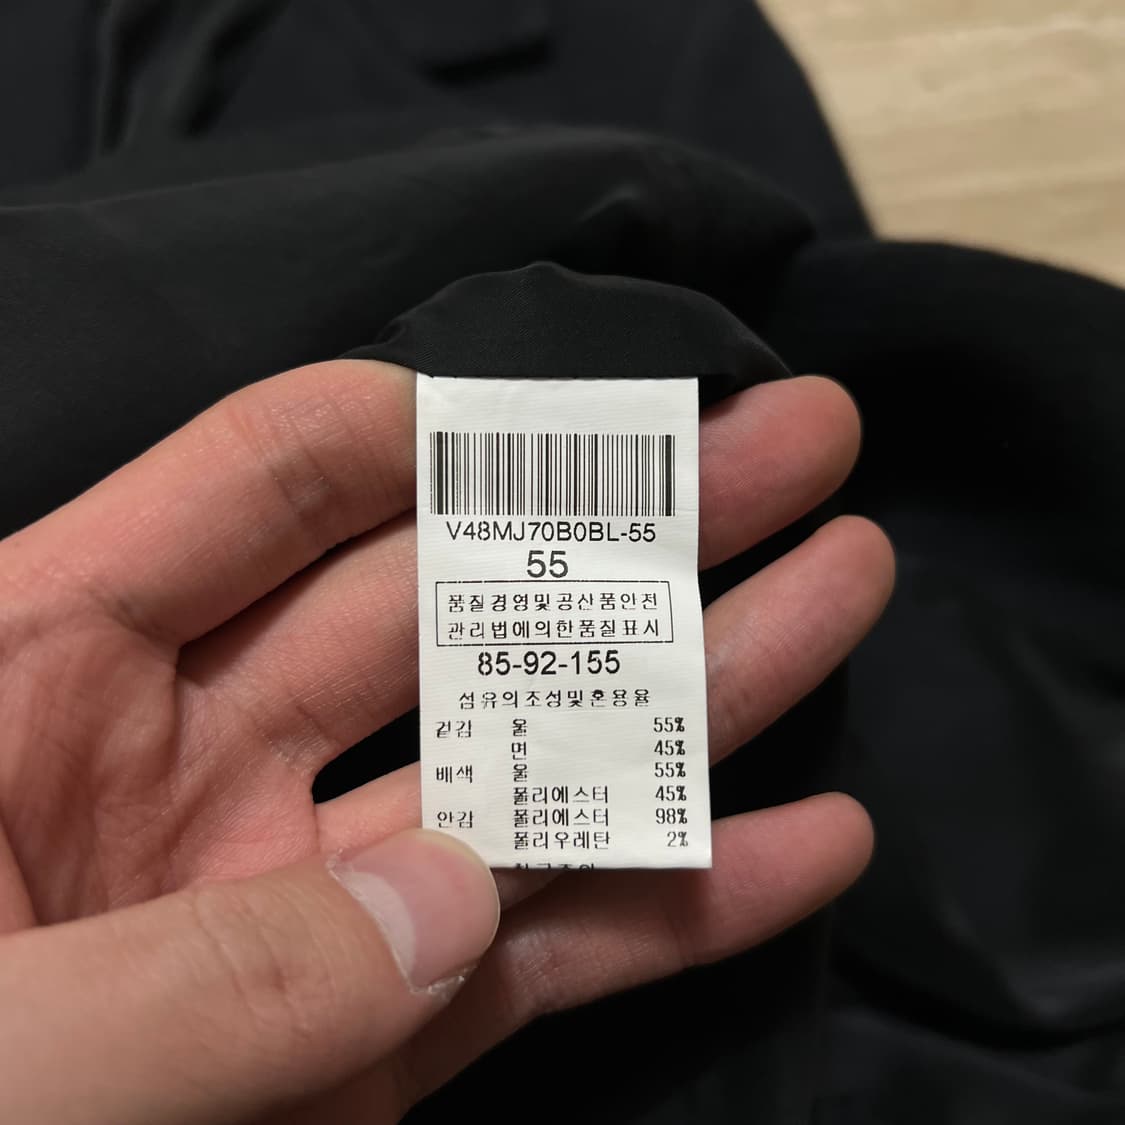 V48MJ70B0BL-55
55
품질경영및공산품안전
관리법에의한품질표시
85-92-155
섬유의조성및혼용율
겉감 울 55%
면 45%
배색 울 55%
폴리에스터 45%
안감 폴리에스터 98%
폴리우레탄 2%